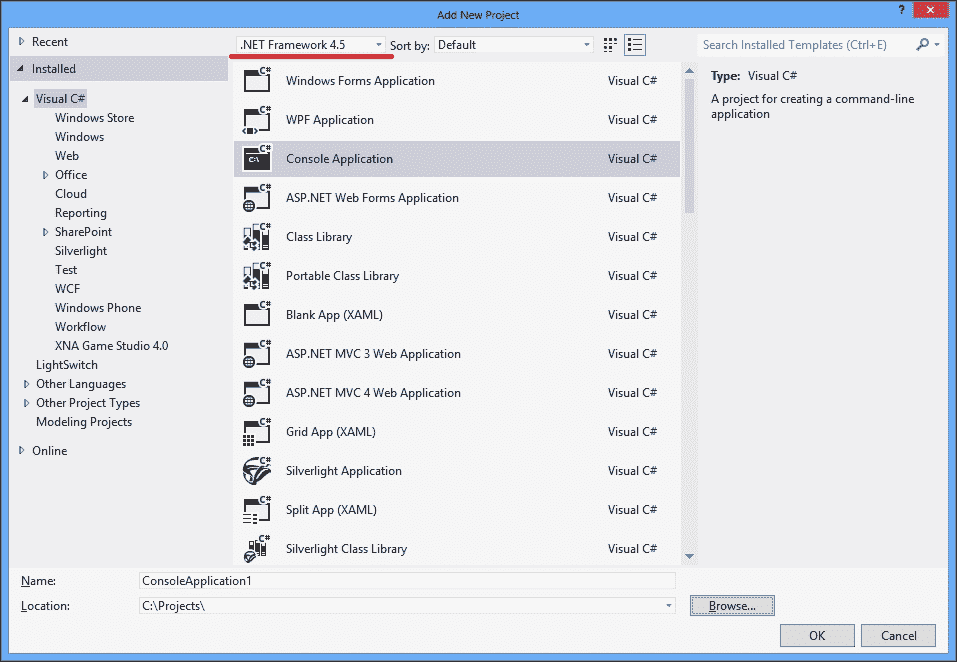 Add New Project
?
Recent
.NET Framework 4.5 Sort by: Default
Search Installed Templates (Ctrl+E)
Installed
Visual C#
Windows Store
Windows
Web
Office
Cloud
Reporting
SharePoint
Silverlight
Test
WCF
Windows Phone
Workflow
XNA Game Studio 4.0
LightSwitch
Other Languages
Other Project Types
Modeling Projects
Online
C# Windows Forms Application Visual C#
C# WPF Application Visual C#
C# C:\ Console Application Visual C#
C# ASP.NET Web Forms Application Visual C#
C# Class Library Visual C#
C# Portable Class Library Visual C#
C# Blank App (XAML) Visual C#
C# ASP.NET MVC 3 Web Application Visual C#
C# ASP.NET MVC 4 Web Application Visual C#
C# Grid App (XAML) Visual C#
C# Silverlight Application Visual C#
C# Split App (XAML) Visual C#
C# Silverlight Class Library Visual C#
Type: Visual C#
A project for creating a command-line
application
Name: ConsoleApplication1
Location: C:\Projects\ Browse...
OK Cancel